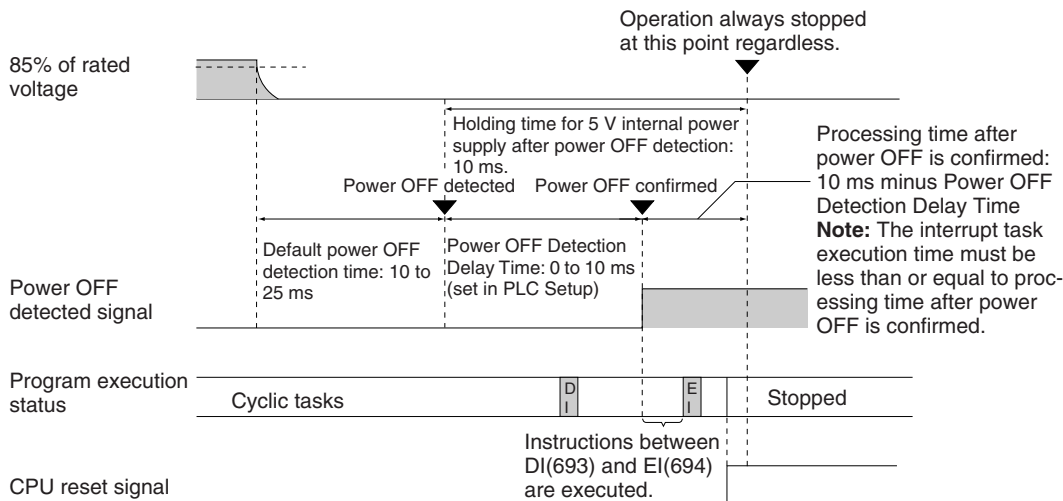 Operation always stopped
at this point regardless.
85% of rated
voltage
Holding time for 5 V internal power
supply after power OFF detection:
10 ms.
Processing time after
power OFF is confirmed:
10 ms minus Power OFF
Detection Delay Time
Note: The interrupt task
execution time must be
less than or equal to proc-
essing time after power
OFF is confirmed.
Power OFF detected
Power OFF confirmed
Default power OFF
detection time: 10 to
25 ms
Power OFF Detection
Delay Time: 0 to 10 ms
(set in PLC Setup)
Power OFF
detected signal
Program execution
status
Cyclic tasks
D
I
E
I
Stopped
Instructions between
DI(693) and EI(694)
are executed.
CPU reset signal